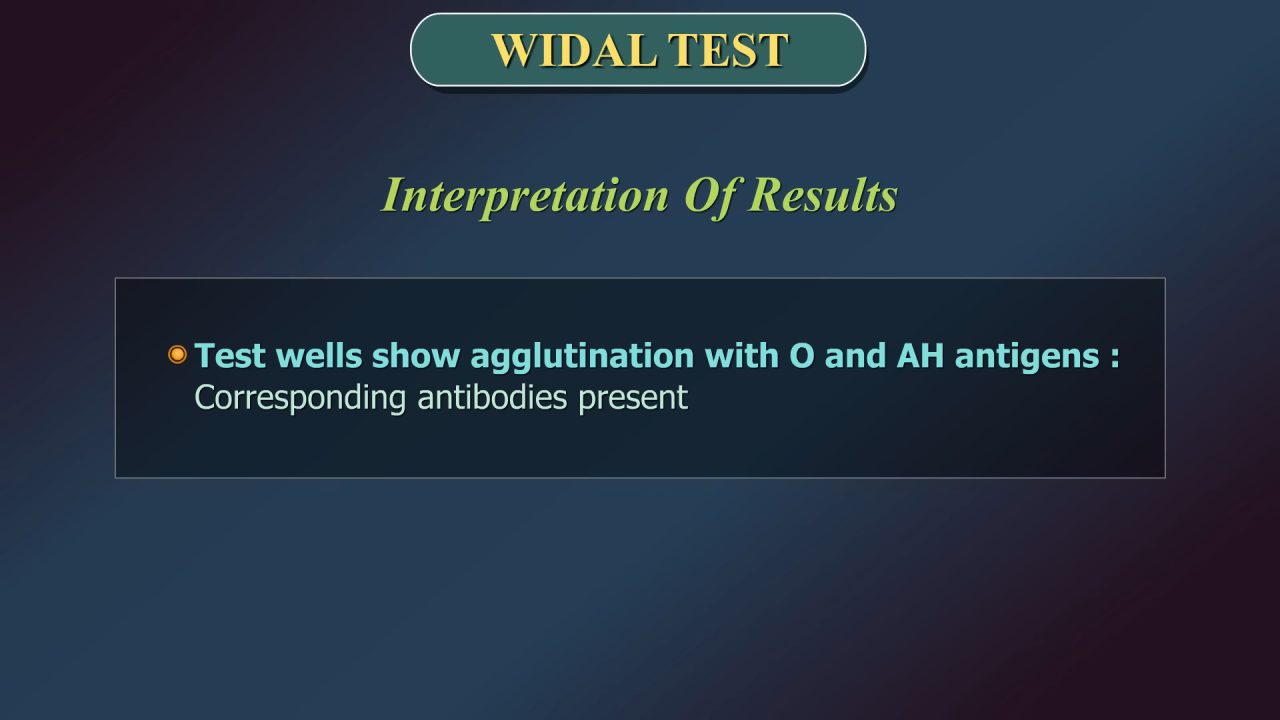 WIDAL TEST
Interpretation Of Results
Test wells show agglutination with O and AH antigens :
Corresponding antibodies present